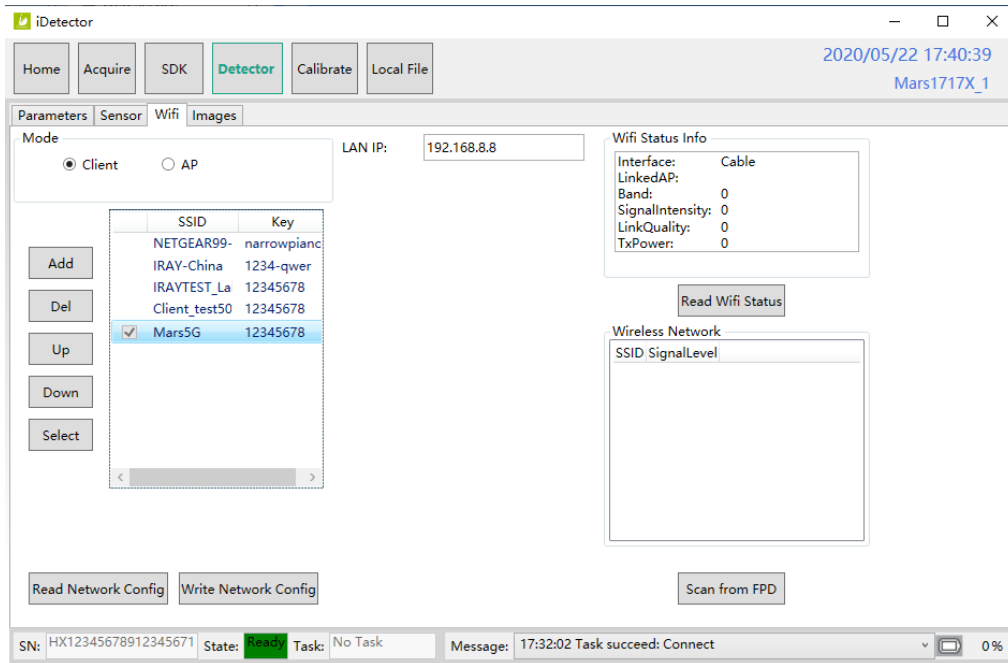 iDetector
Home Acquire SDK Detector Calibrate Local File
2020/05/22 17:40:39
Mars1717X_1
Parameters Sensor Wifi Images
Mode
Client AP
LAN IP: 192.168.8.8
Wifi Status Info
Interface: Cable
LinkedAP:
Band: 0
SignalIntensity: 0
LinkQuality: 0
TxPower: 0
Read Wifi Status
Wireless Network
SSID SignalLevel
SSID Key
NETGEAR99- narrowpianc
IRAY-China 1234-qwer
IRAYTEST_La 12345678
Client_test50 12345678
Mars5G 12345678
Add
Del
Up
Down
Select
Read Network Config Write Network Config Scan from FPD
SN: HX12345678912345671 State: Ready Task: No Task Message: 17:32:02 Task succeed: Connect 0%